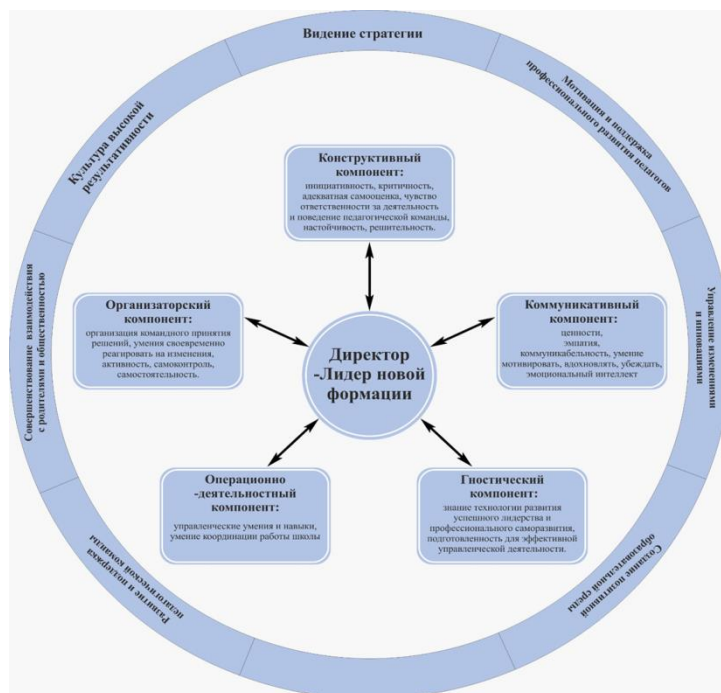 Видение стратегии
Мотивация и поддержка
профессионального развития педагогов
Управление изменениями
и инновациями
Создание позитивной
образовательной среды
Развитие и поддержка
педагогической команды
Совершенствование взаимодействия
с родителями и общественностью
Культура высокой
результативности
Конструктивный
компонент:
инициативность, критичность,
адекватная самооценка, чувство
ответственности за деятельность
и поведение педагогической команды,
настойчивость, решительность.
Организаторский
компонент:
организация командного принятия
решений, умения своевременно
реагировать на изменения,
активность, самоконтроль,
самостоятельность.
Коммуникативный
компонент:
ценности,
эмпатия,
коммуникабельность, умение
мотивировать, вдохновлять, убеждать,
эмоциональный интеллект
Директор
-Лидер новой
формации
Операционно
-деятельностный
компонент:
управленческие умения и навыки,
умение координации работы школы
Гностический
компонент:
знание технологии развития
успешного лидерства и
профессионального саморазвития,
подготовленность для эффективной
управленческой деятельности.